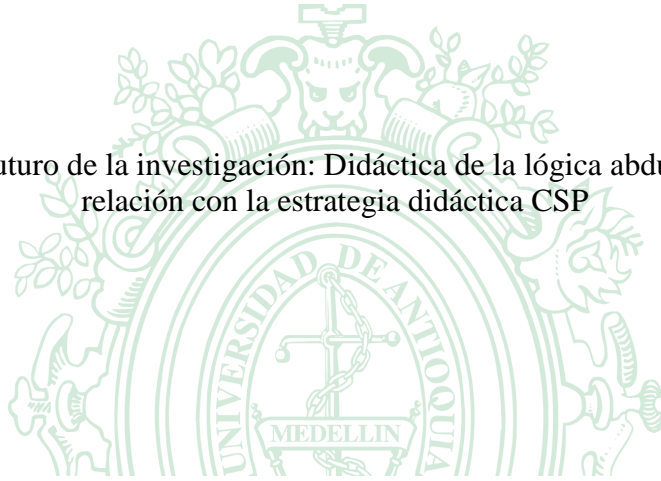 uturo de la investigación: Didáctica de la lógica abdu
relación con la estrategia didáctica CSP
UNIVERSIDAD DE ANTIOQUIA
MEDELLIN